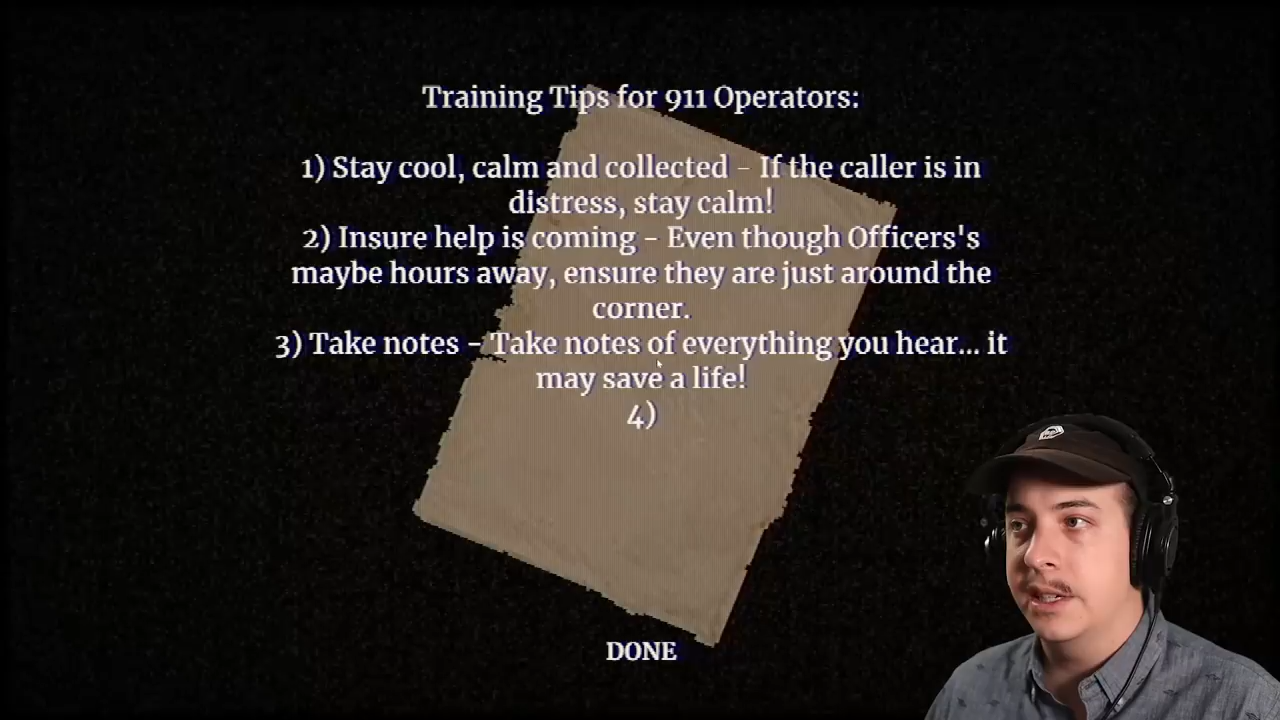 Training Tips for 911 Operators:
1) Stay cool, calm and collected - If the caller is in
distress, stay calm!
2) Insure help is coming - Even though Officers's
maybe hours away, ensure they are just around the
corner.
3) Take notes - Take notes of everything you hear... it
may save a life!
4)
DONE